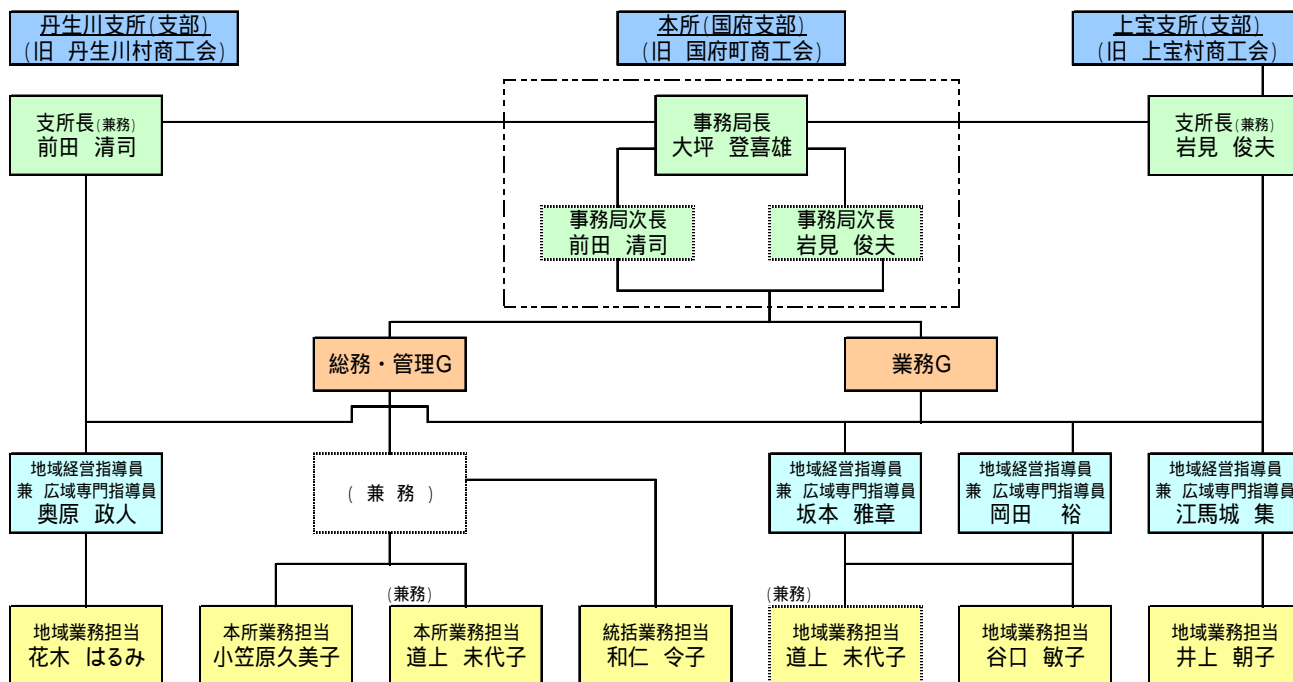 丹生川支所(支部)
(旧 丹生川村商工会)
本所(国府支部)
(旧 国府町商工会)
上宝支所(支部)
(旧 上宝村商工会)
支所長(兼務)
前田 清司
事務局長
大坪 登喜雄
支所長(兼務)
岩見 俊夫
事務局次長
前田 清司
事務局次長
岩見 俊夫
総務・管理G
業務G
地域経営指導員
兼 広域専門指導員
奥原 政人
(兼務)
地域経営指導員
兼 広域専門指導員
坂本 雅章
地域経営指導員
兼 広域専門指導員
岡田 裕
地域経営指導員
兼 広域専門指導員
江馬城 集
(兼務)
(兼務)
地域業務担当
花木 はるみ
本所業務担当
小笠原久美子
本所業務担当
道上 未代子
統括業務担当
和仁 令子
地域業務担当
道上 未代子
地域業務担当
谷口 敏子
地域業務担当
井上 朝子